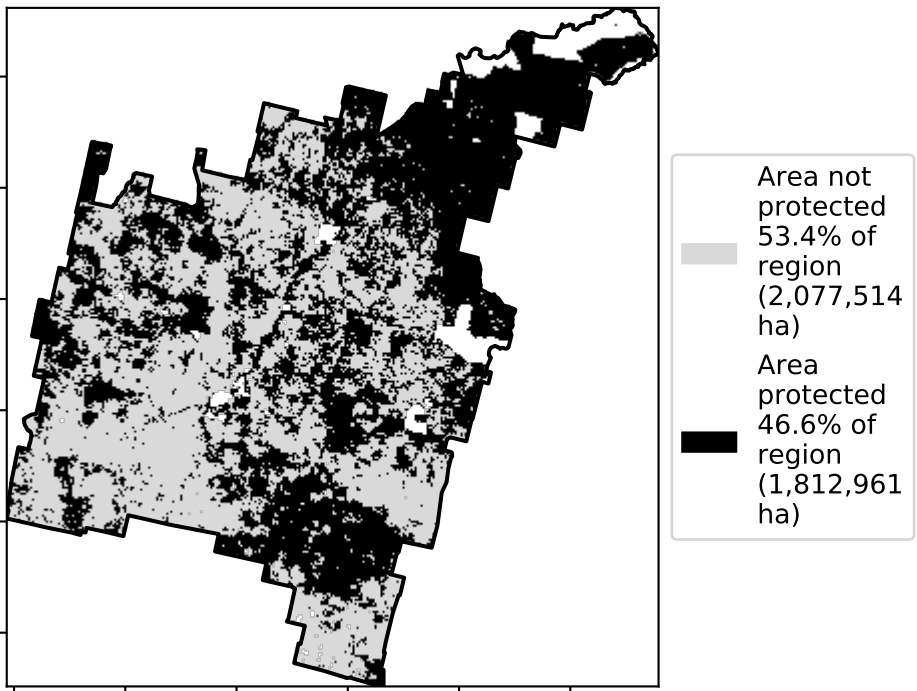 Area not
protected
53.4% of
region
(2,077,514
ha)
Area
protected
46.6% of
region
(1,812,961
ha)